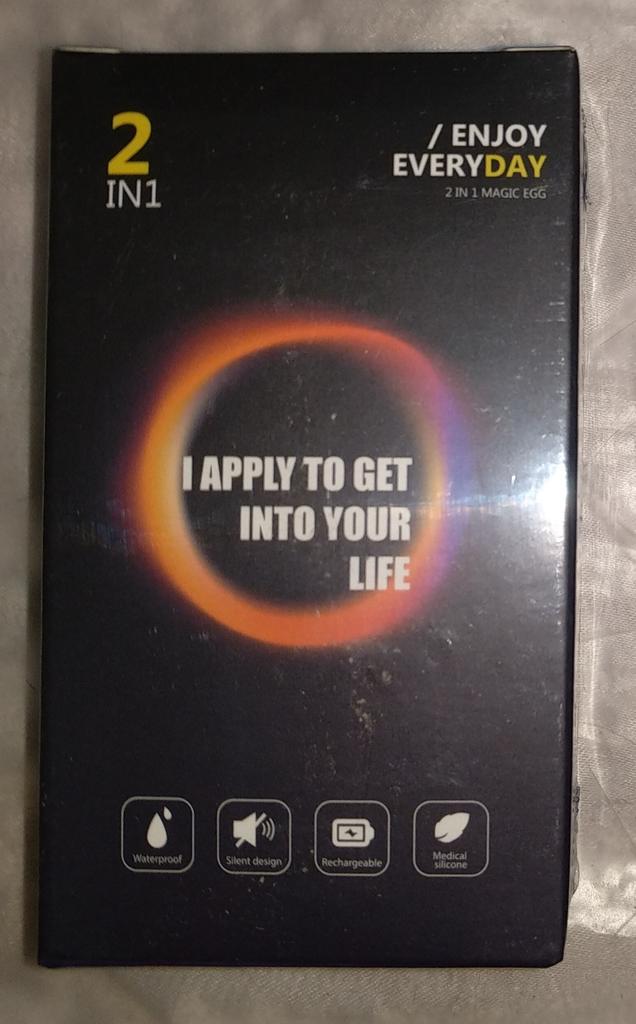 2
IN1
/ ENJOY
EVERYDAY
2 IN 1 MAGIC EGG
I APPLY TO GET
INTO YOUR
LIFE
Waterproof
Silent design
Rechargeable
Medical
silicone